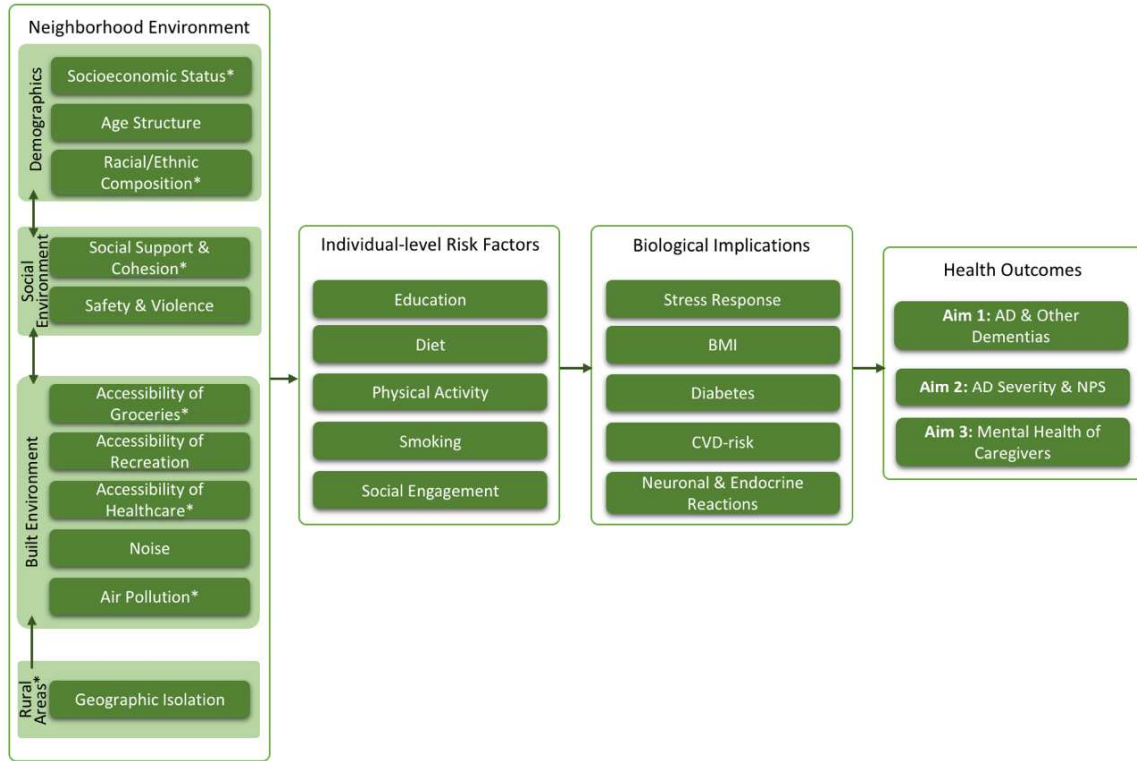 Neighborhood Environment
Demographics
Socioeconomic Status*
Age Structure
Racial/Ethnic
Composition*
Social
Environment
Social Support &
Cohesion*
Safety & Violence
Built Environment
Accessibility of
Groceries*
Accessibility of
Recreation
Accessibility of
Healthcare*
Noise
Air Pollution*
Rural
Areas*
Geographic Isolation
Individual-level Risk Factors
Education
Diet
Physical Activity
Smoking
Social Engagement
Biological Implications
Stress Response
BMI
Diabetes
CVD-risk
Neuronal & Endocrine
Reactions
Health Outcomes
Aim 1: AD & Other
Dementias
Aim 2: AD Severity & NPS
Aim 3: Mental Health of
Caregivers